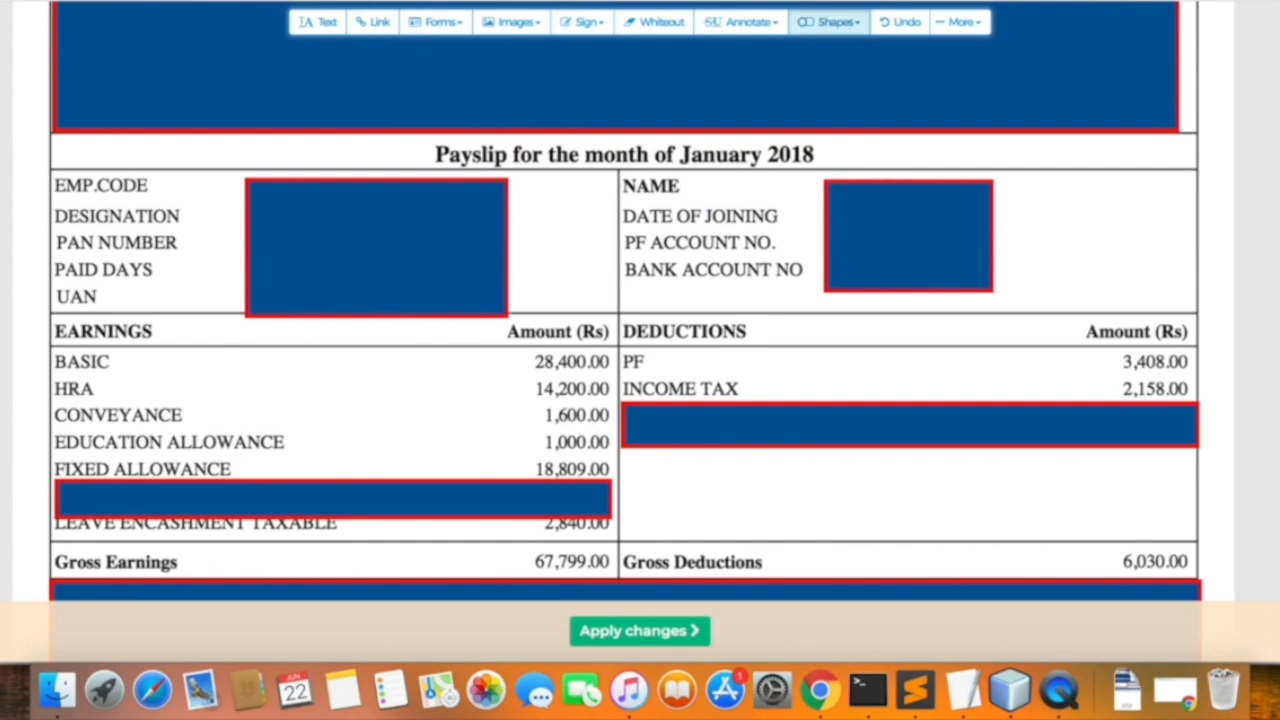 Text Link Forms Images Sign Whiteout Annotate Shapes Undo More
Payslip for the month of January 2018
EMP.CODE NAME
DESIGNATION DATE OF JOINING
PAN NUMBER PF ACCOUNT NO.
PAID DAYS BANK ACCOUNT NO
UAN
EARNINGS Amount (Rs) DEDUCTIONS Amount (Rs)
BASIC 28,400.00 PF 3,408.00
HRA 14,200.00 INCOME TAX 2,158.00
CONVEYANCE 1,600.00
EDUCATION ALLOWANCE 1,000.00
FIXED ALLOWANCE 18,809.00
LEAVE ENCASHMENT TAXABLE 2,840.00
Gross Earnings 67,799.00 Gross Deductions 6,030.00
Apply changes
JUN
22
1